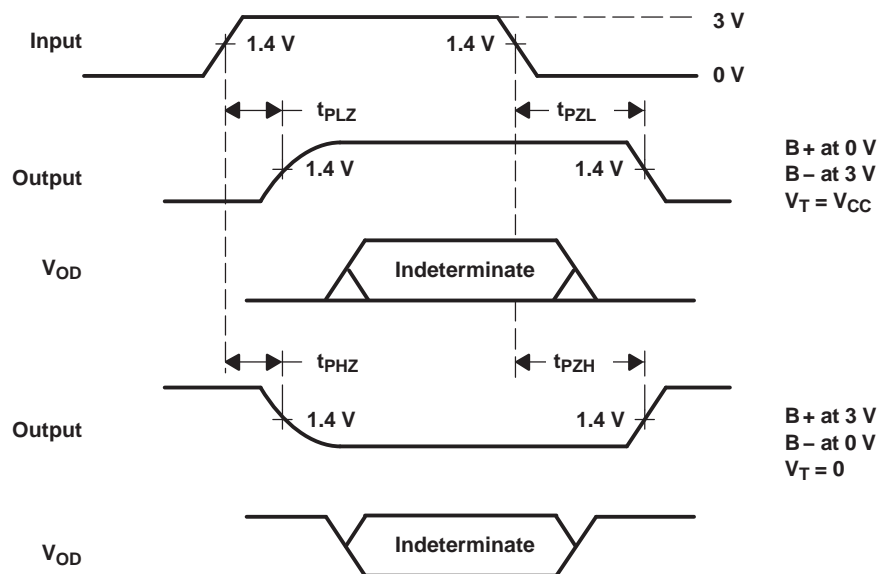 3 V
Input
1.4 V
1.4 V
0 V
tPLZ
tPZL
B+ at 0 V
Output
1.4 V
1.4 V
B– at 3 V
VT = VCC
VOD
Indeterminate
tPHZ
tPZH
B+ at 3 V
Output
1.4 V
1.4 V
B– at 0 V
VT = 0
VOD
Indeterminate